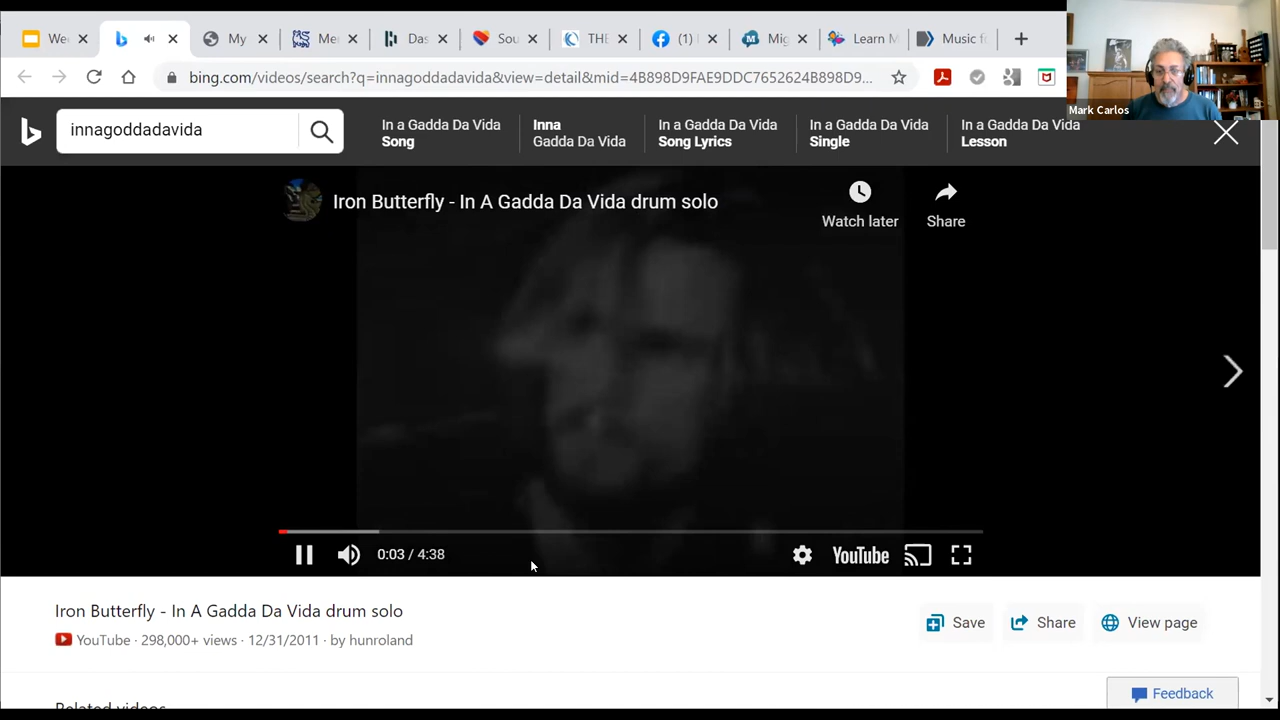 We
My
Me
Das
Sou
THE
(1)
Mig
Learn M
Music fo
bing.com/videos/search?q=innagoddadavida&view=detail&mid=4B898D9FAE9DDC7652624B898D9...
Mark Carlos
innagoddadavida
In a Gadda Da Vida
Song
Inna
Gadda Da Vida
In a Gadda Da Vida
Song Lyrics
In a Gadda Da Vida
Single
In a Gadda Da Vida
Lesson
Iron Butterfly - In A Gadda Da Vida drum solo
Watch later
Share
0:03 / 4:38
YouTube
Iron Butterfly - In A Gadda Da Vida drum solo
YouTube · 298,000+ views · 12/31/2011 · by hunroland
Save
Share
View page
Related videos
Feedback